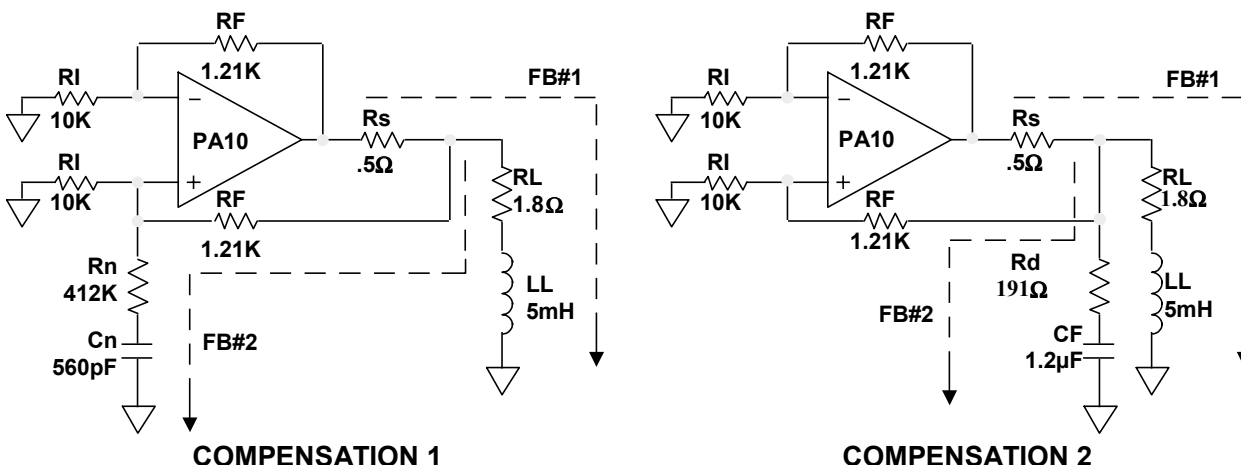 RF
1.21K
FB#1
RI
10K
−
PA10
Rs
.5Ω
RI
10K
+
RL
1.8Ω
RF
1.21K
Rn
412K
LL
5mH
Cn
560pF
FB#2
COMPENSATION 1
RF
1.21K
FB#1
RI
10K
−
PA10
Rs
.5Ω
RI
10K
+
RL
1.8Ω
RF
1.21K
Rd
191Ω
LL
5mH
FB#2
CF
1.2µF
COMPENSATION 2